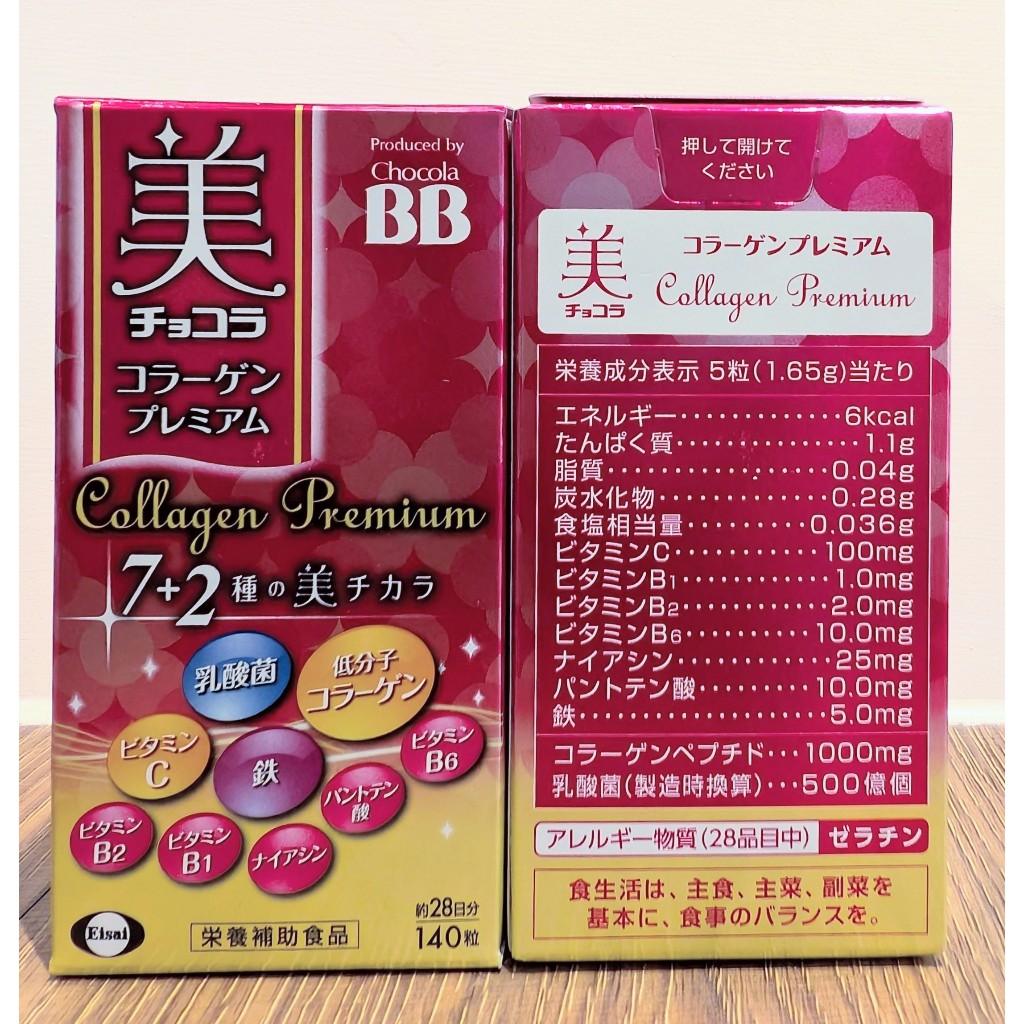 美
チョコラ
コラーゲン
プレミアム
Produced by
Chocola
BB
Collagen Premium
7+2種の美チカラ
乳酸菌
低分子
コラーゲン
ビタミン
C
鉄
ビタミン
B6
パントテン
酸
ビタミン
B2
ビタミン
B1
ナイアシン
Eisai
栄養補助食品
約28日分
140粒
押して開けて
ください
美
チョコラ
コラーゲンプレミアム
Collagen Premium
栄養成分表示 5粒(1.65g)当たり
エネルギー·············6kcal
たんぱく質···············1.1g
脂質··················0.04g
炭水化物·············0.28g
食塩相当量·········0.036g
ビタミンC···········100mg
ビタミンB1···········1.0mg
ビタミンB2···········2.0mg
ビタミンB6··········10.0mg
ナイアシン············25mg
パントテン酸·········10.0mg
鉄···················5.0mg
コラーゲンペプチド···1000mg
乳酸菌(製造時換算)···500億個
アレルギー物質(28品目中) ゼラチン
食生活は、主食、主菜、副菜を
基本に、食事のバランスを。